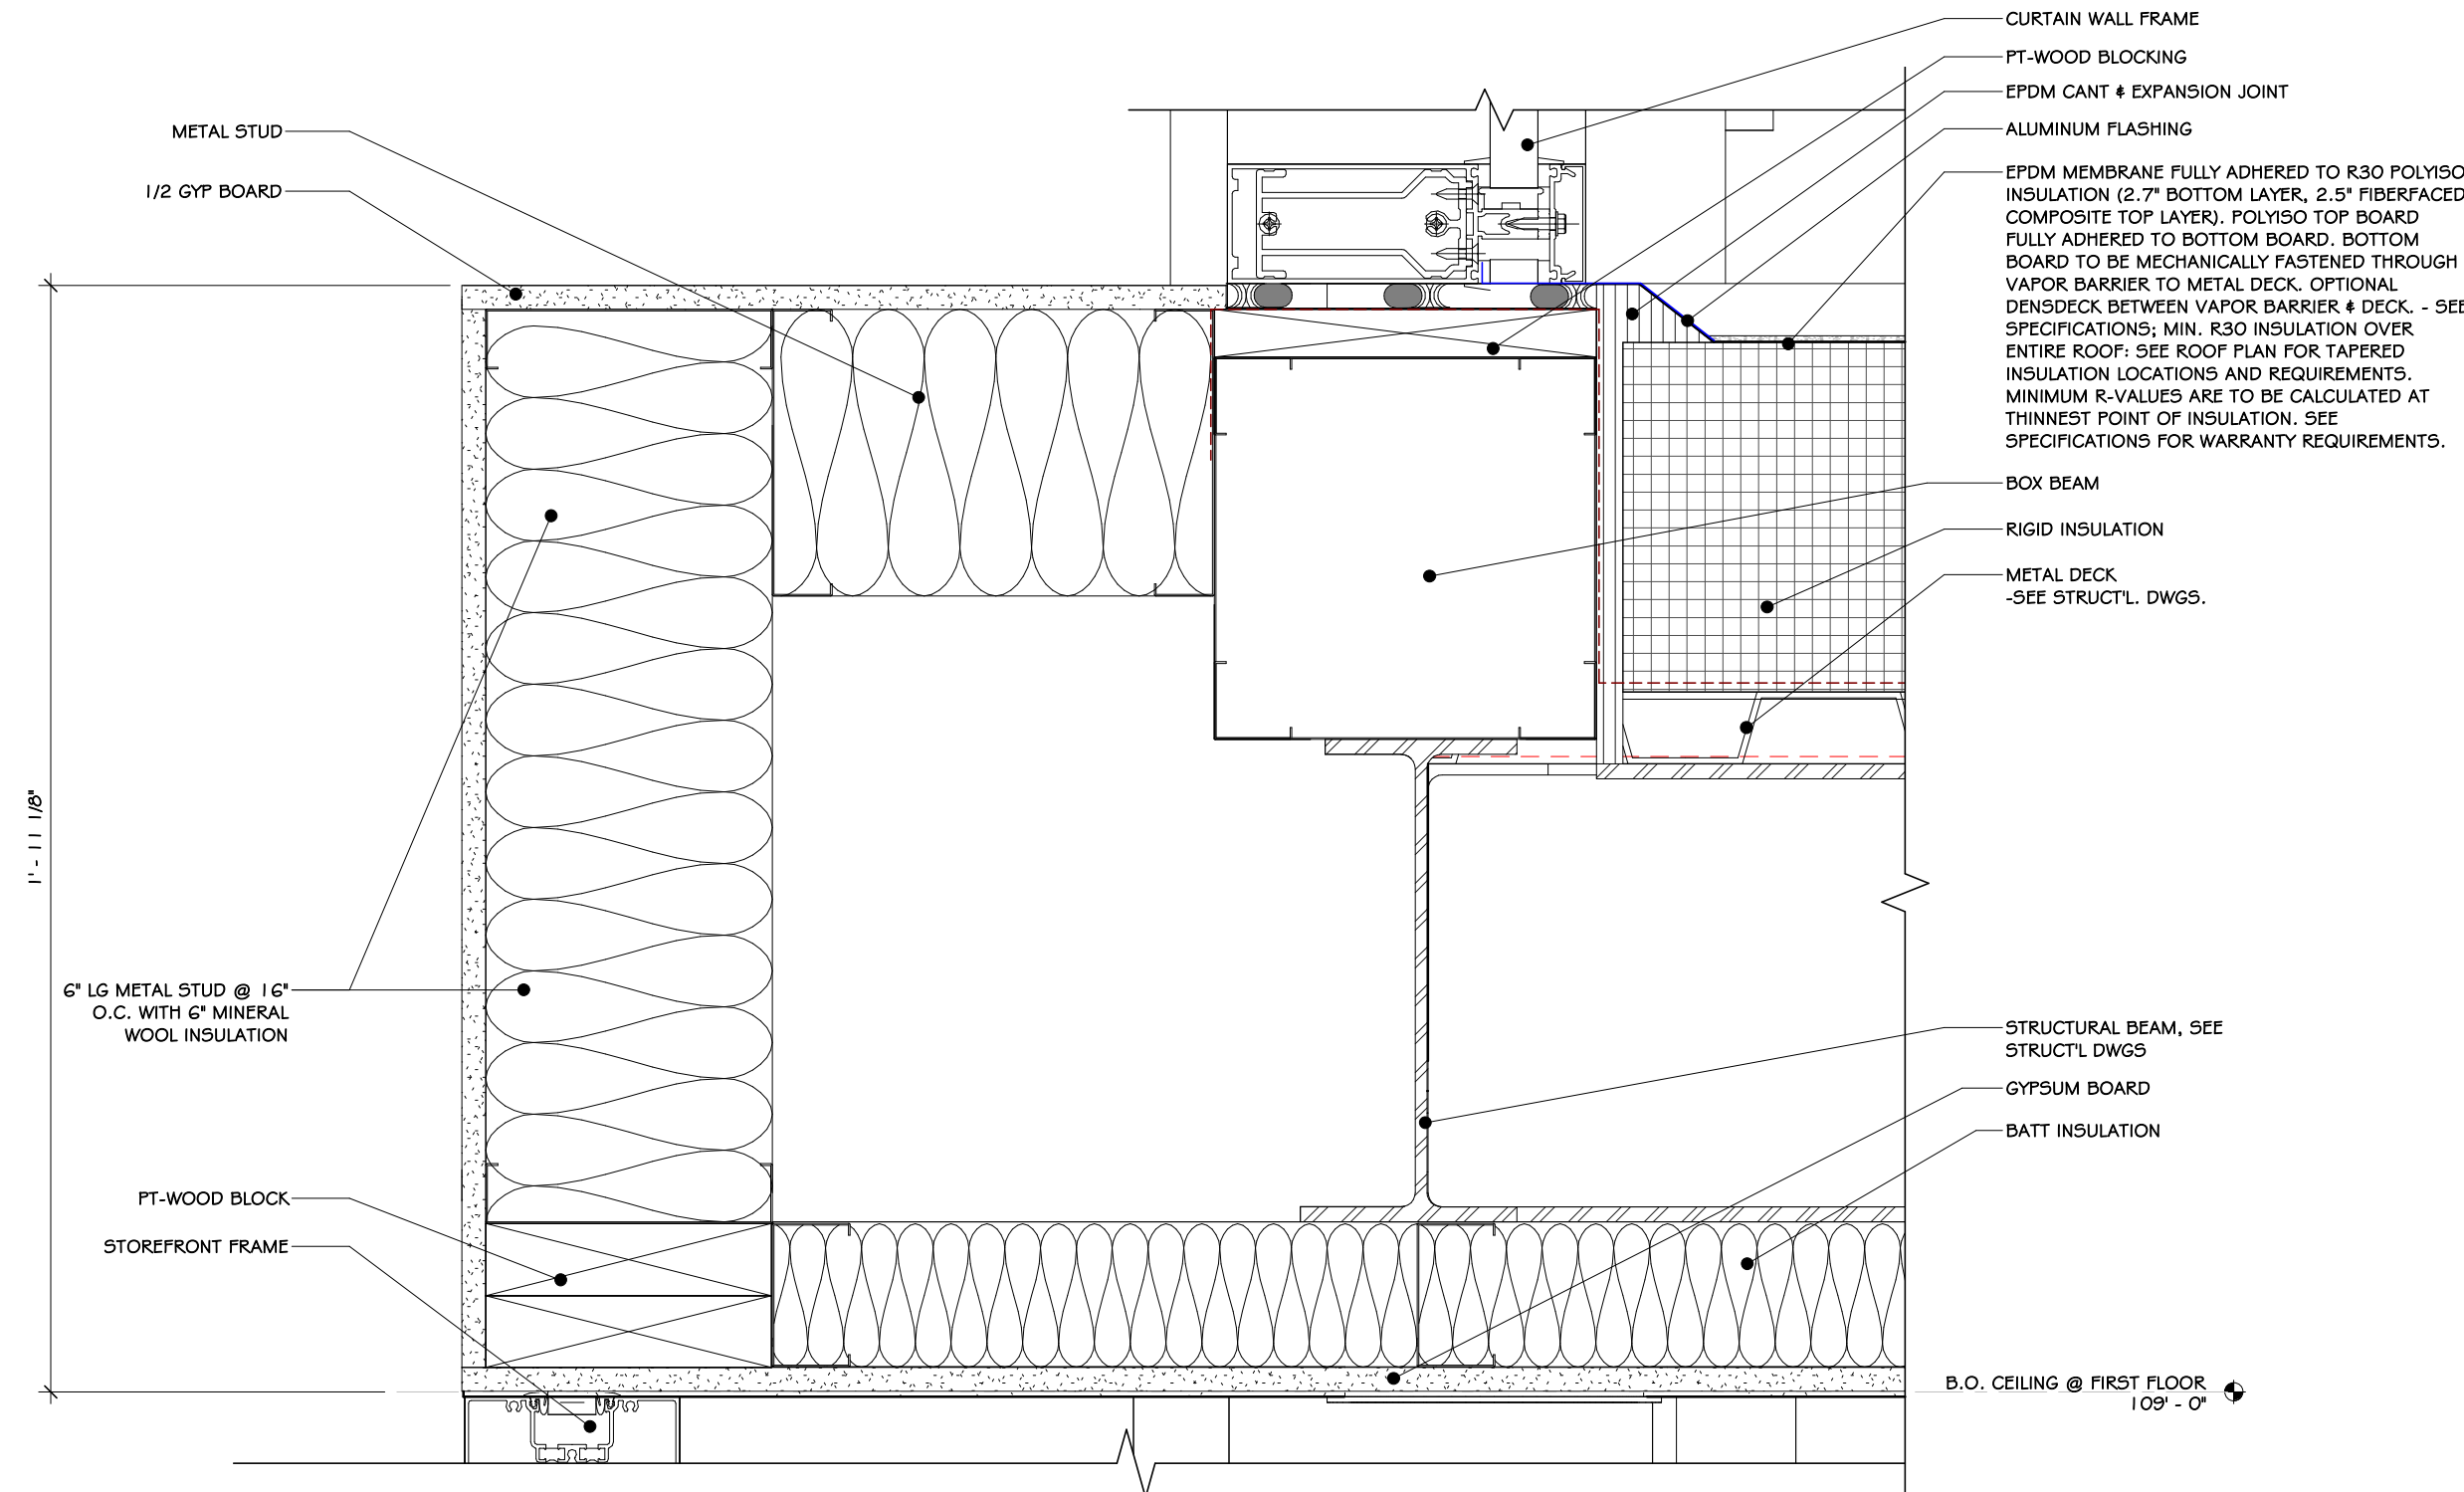 METAL STUD
1/2 GYP BOARD
1' - 11 1/8"
6" LG METAL STUD @ 16"
O.C. WITH 6" MINERAL
WOOL INSULATION
PT-WOOD BLOCK
STOREFRONT FRAME
CURTAIN WALL FRAME
PT-WOOD BLOCKING
EPDM CANT & EXPANSION JOINT
ALUMINUM FLASHING
EPDM MEMBRANE FULLY ADHERED TO R30 POLYISO
INSULATION (2.7" BOTTOM LAYER, 2.5" FIBERFACED
COMPOSITE TOP LAYER). POLYISO TOP BOARD
FULLY ADHERED TO BOTTOM BOARD. BOTTOM
BOARD TO BE MECHANICALLY FASTENED THROUGH
VAPOR BARRIER TO METAL DECK. OPTIONAL
DENSDECK BETWEEN VAPOR BARRIER & DECK. - SEE
SPECIFICATIONS; MIN. R30 INSULATION OVER
ENTIRE ROOF: SEE ROOF PLAN FOR TAPERED
INSULATION LOCATIONS AND REQUIREMENTS.
MINIMUM R-VALUES ARE TO BE CALCULATED AT
THINNEST POINT OF INSULATION. SEE
SPECIFICATIONS FOR WARRANTY REQUIREMENTS.
BOX BEAM
RIGID INSULATION
METAL DECK
-SEE STRUCT'L. DWGS.
STRUCTURAL BEAM, SEE
STRUCT'L DWGS
GYPSUM BOARD
BATT INSULATION
B.O. CEILING @ FIRST FLOOR
109' - 0"